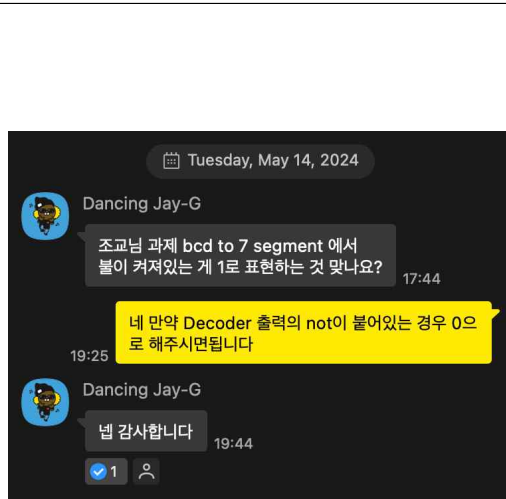 Tuesday, May 14, 2024
Dancing Jay-G
조교님 과제 bcd to 7 segment 에서
불이 켜져있는 게 1로 표현하는 것 맞나요?
17:44
네 만약 Decoder 출력의 not이 붙어있는 경우 0으
로 해주시면됩니다
19:25
Dancing Jay-G
넵 감사합니다
19:44
1